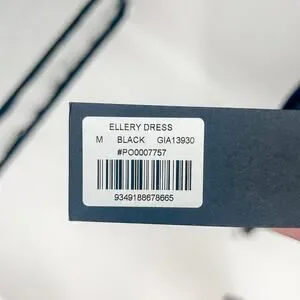 ELLERY DRESS
M BLACK GIA13930
#PO0007757
9349188678665